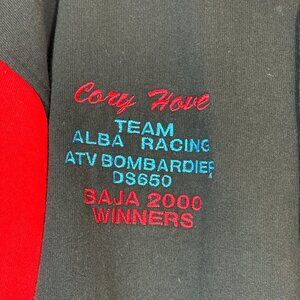 Cory Hove
TEAM
ALBA RACING
ATV BOMBARDIER
DS650
BAJA 2000
WINNERS